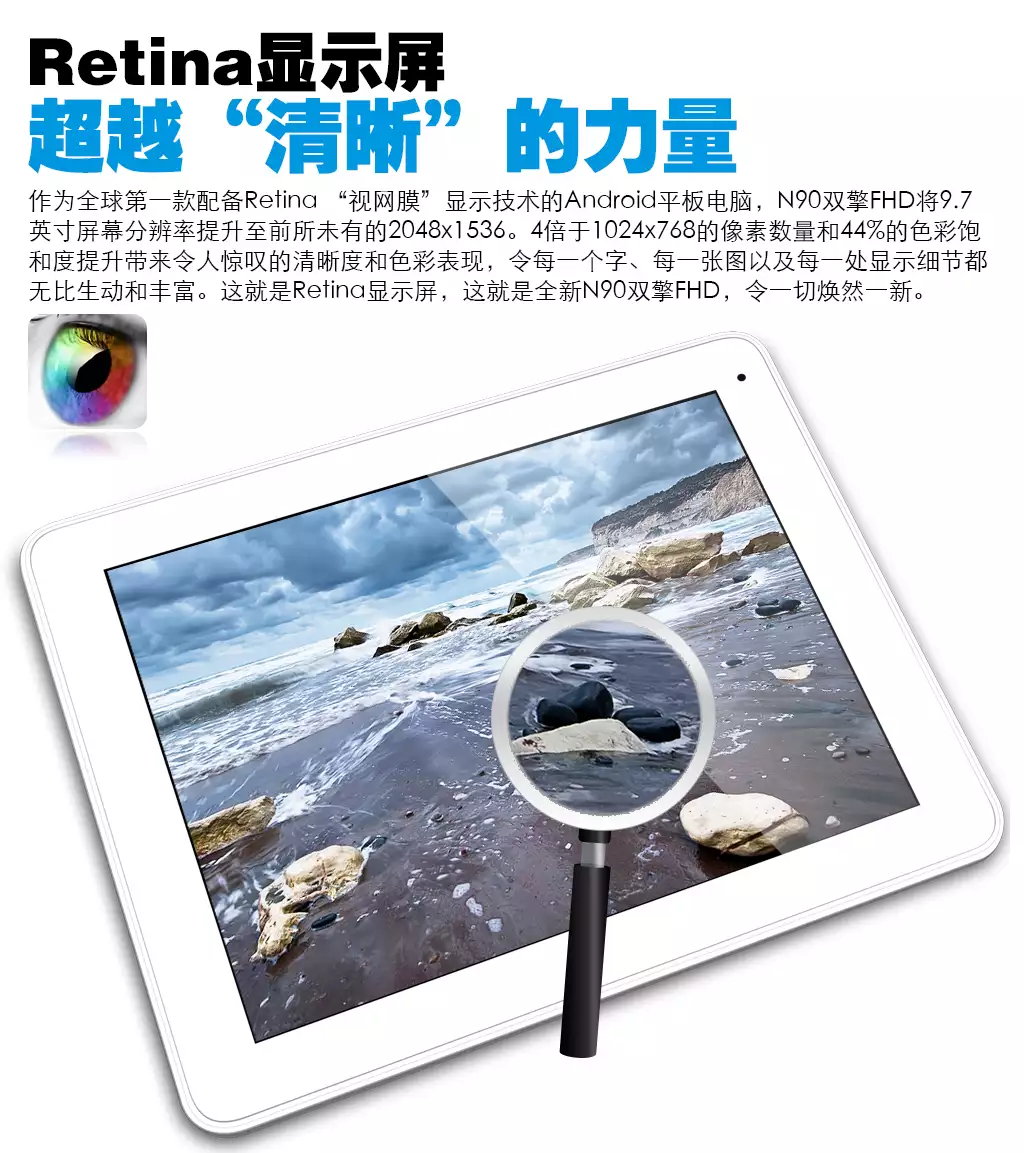 Retina显示屏
超越“清晰”的力量
作为全球第一款配备Retina “视网膜”显示技术的Android平板电脑，N90双擎FHD将9.7
英寸屏幕分辨率提升至前所未有的2048x1536。4倍于1024x768的像素数量和44%的色彩饱
和度提升带来令人惊叹的清晰度和色彩表现，令每一个字、每一张图以及每一处显示细节都
无比生动和丰富。这就是Retina显示屏，这就是全新N90双擎FHD，令一切焕然一新。